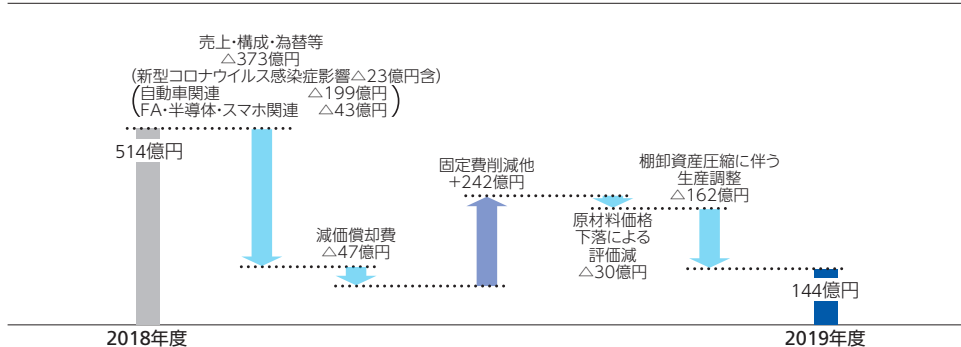 売上・構成・為替等
△373億円
(新型コロナウイルス感染症影響△23億円含)
(自動車関連 △199億円
FA・半導体・スマホ関連 △43億円)
514億円
減価償却費
△47億円
固定費削減他
+242億円
原材料価格
下落による
評価減
△30億円
棚卸資産圧縮に伴う
生産調整
△162億円
144億円
2018年度
2019年度